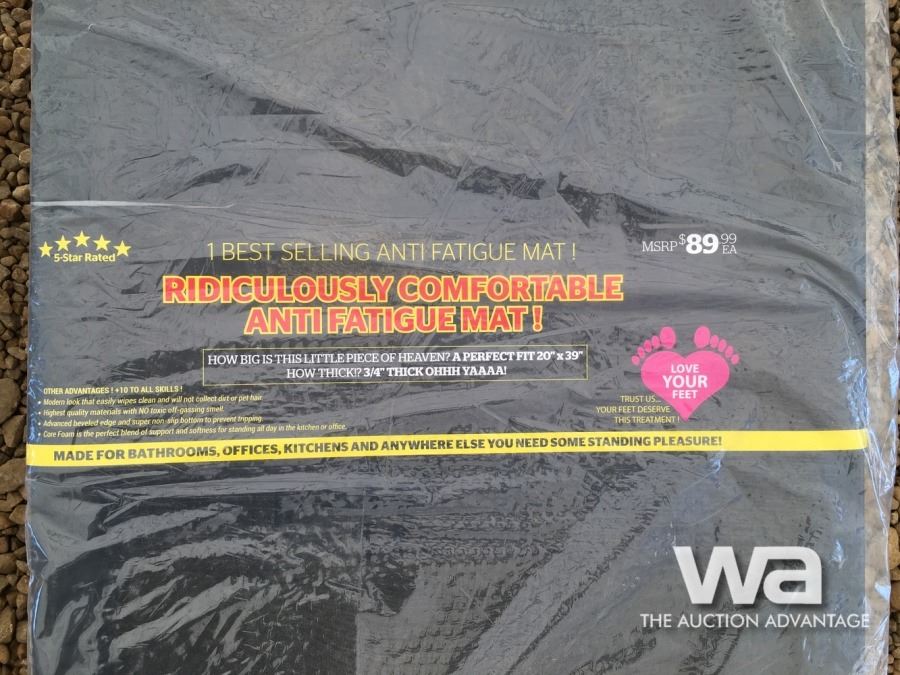 5-Star Rated
1 BEST SELLING ANTI FATIGUE MAT !
MSRP $89.99 EA
RIDICULOUSLY COMFORTABLE
ANTI FATIGUE MAT !
HOW BIG IS THIS LITTLE PIECE OF HEAVEN? A PERFECT FIT 20" x 39"
HOW THICK!? 3/4" THICK OHHH YAAAA!
LOVE
YOUR
FEET
TRUST US...
YOUR FEET DESERVE
THIS TREATMENT !
OTHER ADVANTAGES ! +10 TO ALL SKILLS !
• Modern look that easily wipes clean and will not collect dirt or pet hair.
• Highest quality materials with NO toxic off-gassing smell.
• Advanced beveled edge and super non-slip bottom to prevent tripping.
• Core Foam is the perfect blend of support and softness for standing all day in the kitchen or office.
MADE FOR BATHROOMS, OFFICES, KITCHENS AND ANYWHERE ELSE YOU NEED SOME STANDING PLEASURE!
wa
THE AUCTION ADVANTAGE